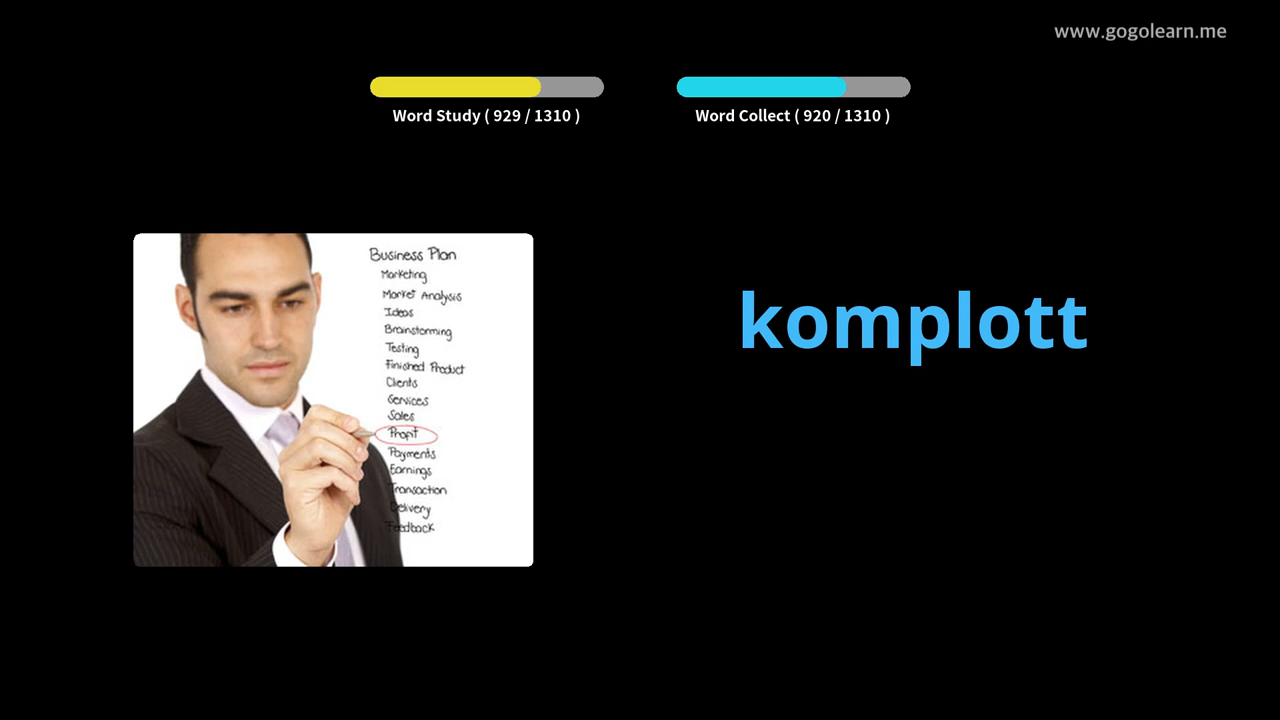 www.gogolearn.me
Word Study ( 929 / 1310 )
Word Collect ( 920 / 1310 )
Business Plan
Marketing
Market Analysis
Ideas
Brainstorming
Testing
Finished Product
Clients
Services
Sales
Profit
Payments
Earnings
Transaction
Delivery
Feedback
komplott